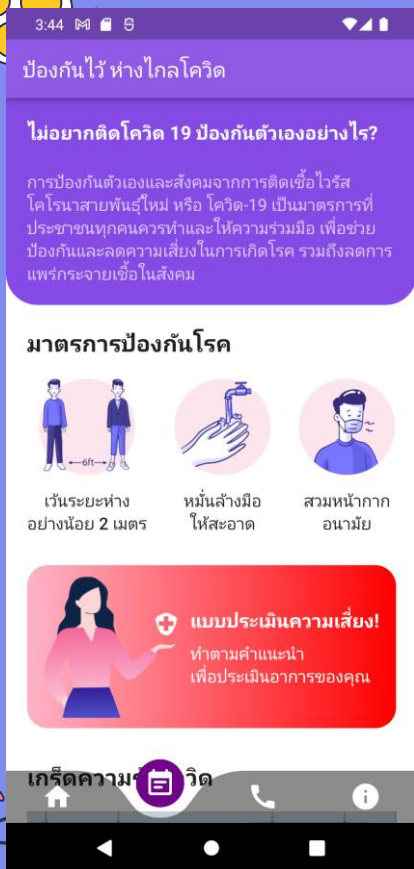 3:44
ป้องกันไว้ ห่างไกลโควิด
ไม่อยากติดโควิด 19 ป้องกันตัวเองอย่างไร?
การป้องกันตัวเองและสังคมจากการติดเชื้อไวรัส
โคโรนาสายพันธุ์ใหม่ หรือ โควิด-19 เป็นมาตรการที่
ประชาชนทุกคนควรทำและให้ความร่วมมือ เพื่อช่วย
ป้องกันและลดความเสี่ยงในการเกิดโรค รวมถึงลดการ
แพร่กระจายเชื้อในสังคม
มาตรการป้องกันโรค
6ft
เว้นระยะห่าง
อย่างน้อย 2 เมตร
หมั่นล้างมือ
ให้สะอาด
สวมหน้ากาก
อนามัย
แบบประเมินความเสี่ยง!
ทำตามคำแนะนำ
เพื่อประเมินอาการของคุณ
เกร็ดความ